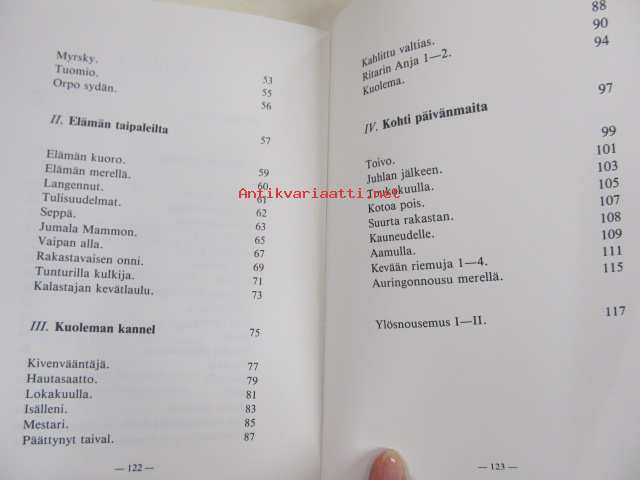 Myrsky. 53
Tuomio. 55
Orpo sydän. 56
II. Elämän taipaleilta 57
Elämän kuoro. 59
Elämän merellä. 60
Langennut. 61
Tulisuudelmat. 62
Seppä. 63
Jumala Mammon. 65
Vaipan alla. 67
Rakastavaisen onni. 69
Tunturilla kulkija. 71
Kalastajan kevätlaulu. 73
III. Kuoleman kannel 75
Kivenvääntäjä. 77
Hautasaatto. 79
Lokakuulla. 81
Isälleni. 83
Mestari. 85
Päättynyt taival. 87
— 122 —
Kahlittu valtias. 88
Ritarin Anja 1—2. 90
Kuolema. 94
IV. Kohti päivänmaita 97
Toivo. 99
Juhlan jälkeen. 101
Toukokuulla. 103
Kotoa pois. 105
Suurta rakastan. 107
Kauneudelle. 108
Aamulla. 109
Kevään riemuja 1—4. 111
Auringonnousu merellä. 115
Ylösnousemus I—II. 117
— 123 —
Antikvariaatti.net